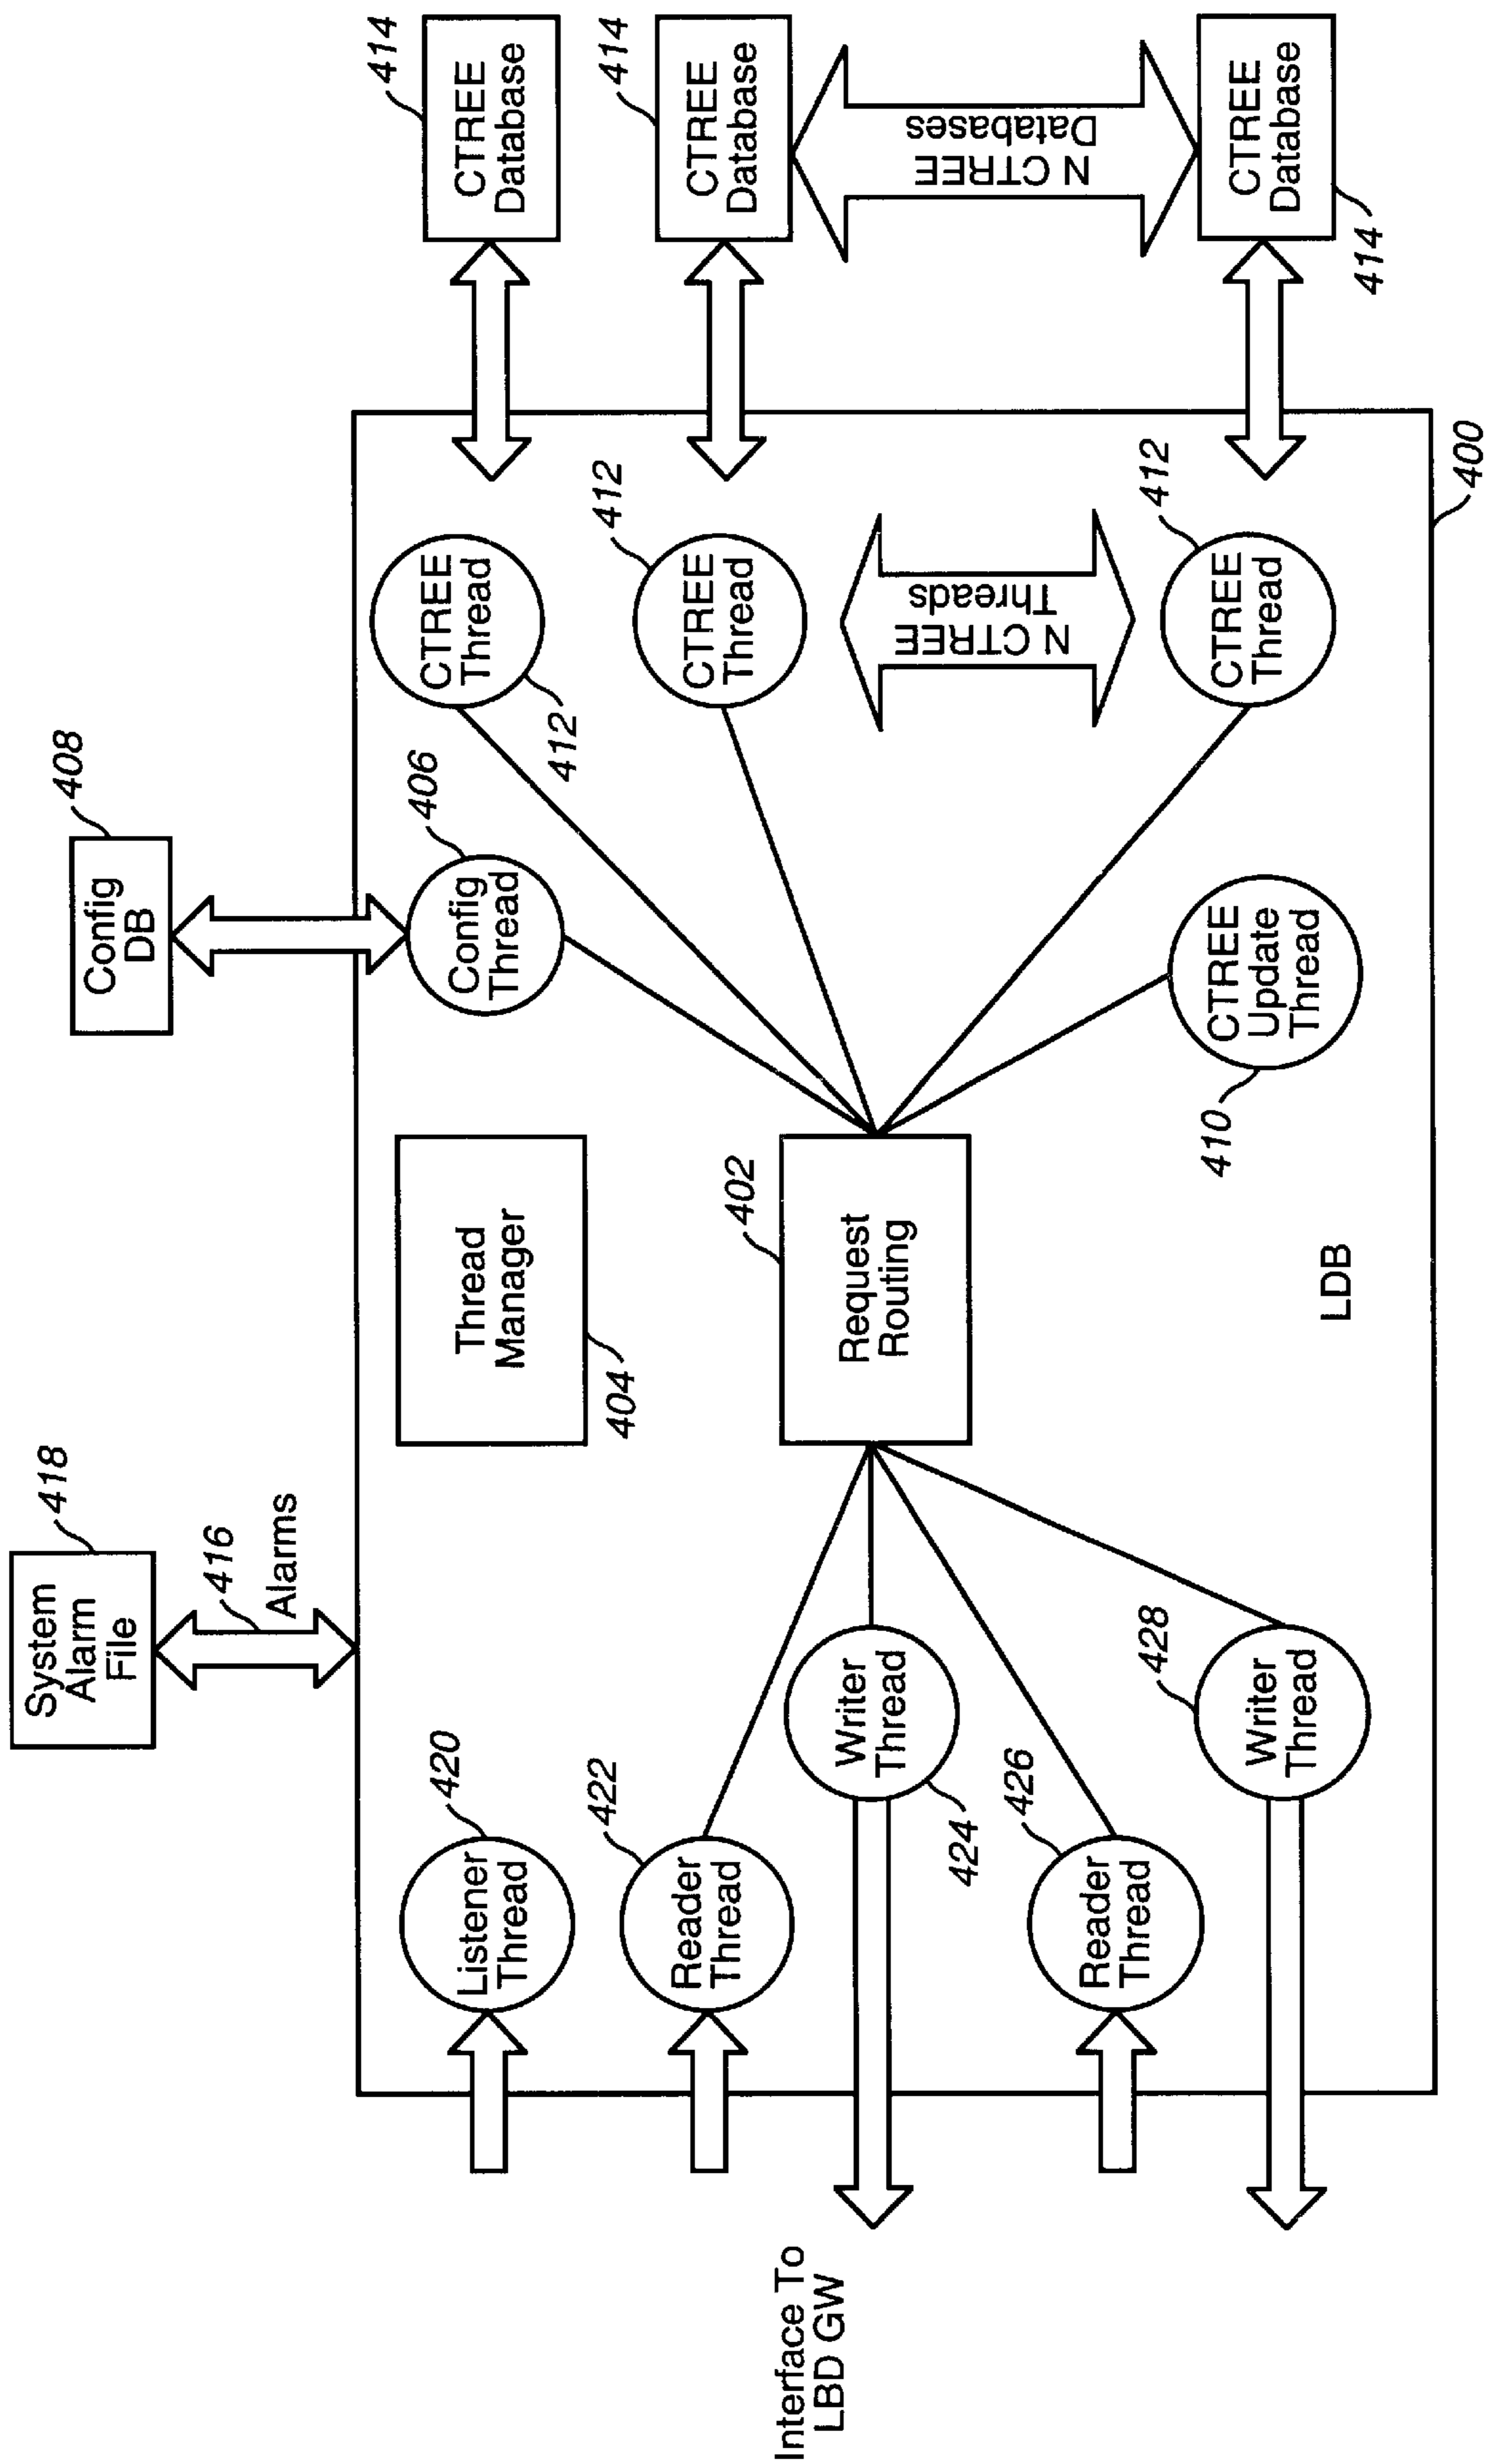 418
System
Alarm
File
416
Alarms
408
Config
DB
420
Listener
Thread
422
Reader
Thread
Writer
Thread
424
426
Reader
Thread
428
Writer
Thread
Interface To
LBD GW
Thread
Manager
404
402
Request
Routing
LDB
406
Config
Thread
410
CTREE
Update
Thread
CTREE
Thread
412
412
CTREE
Thread
N CTREE
Threads
412
CTREE
Thread
400
414
CTREE
Database
414
CTREE
Database
N CTREE
Databases
CTREE
Database
414